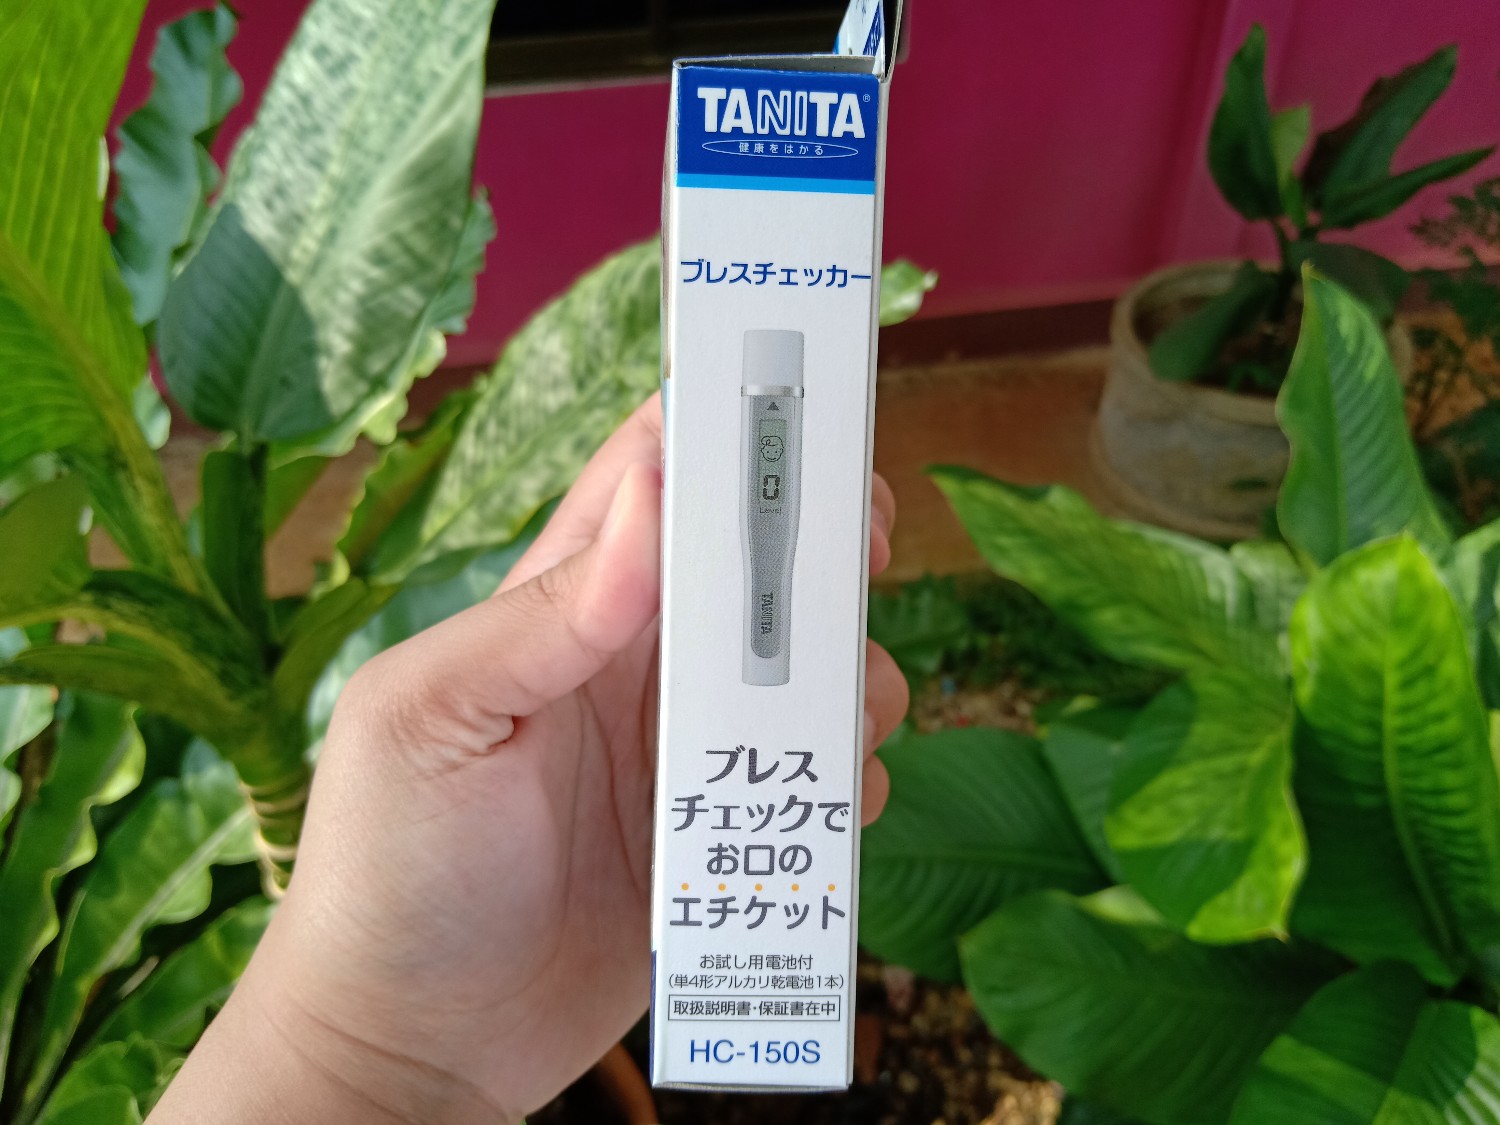 TANITA®
健康をはかる
ブレスチェッカー
0
Level
TANITA
ブレス
チェックで
お口の
エチケット
お試し用電池付
(単4形アルカリ乾電池1本)
取扱説明書・保証書在中
HC-150S